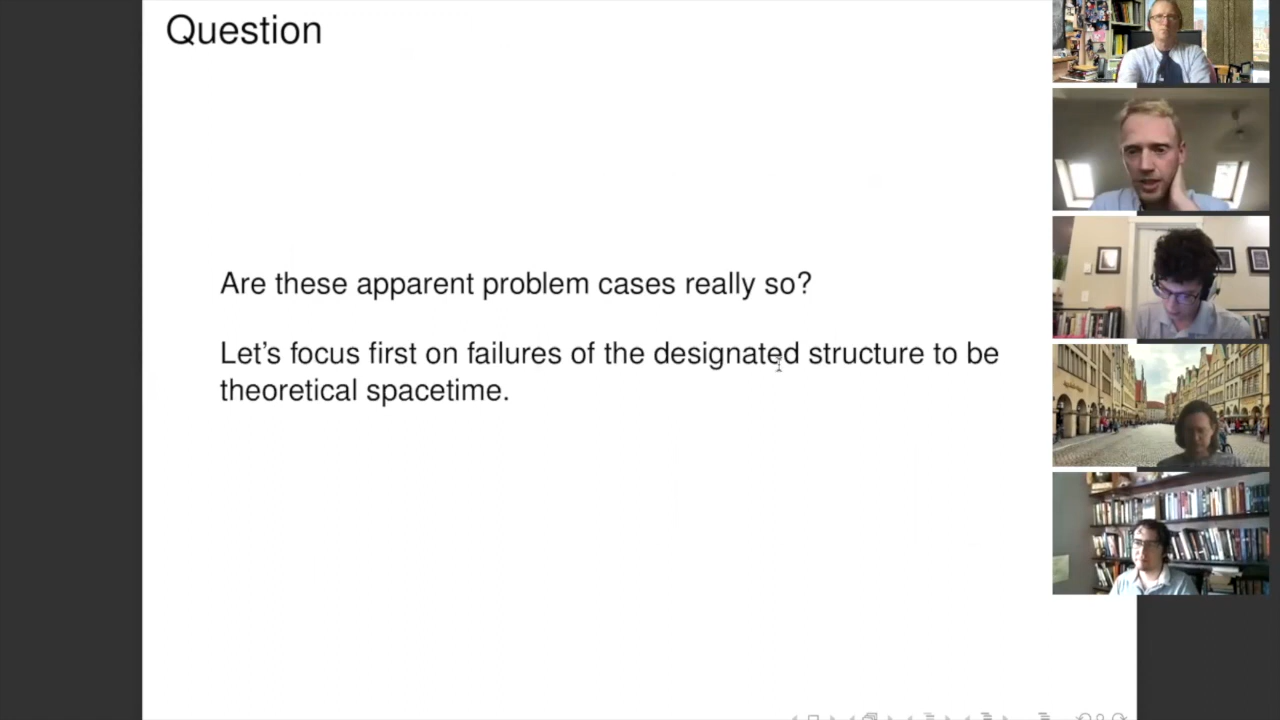 Question
Are these apparent problem cases really so?
Let's focus first on failures of the designated structure to be
theoretical spacetime.